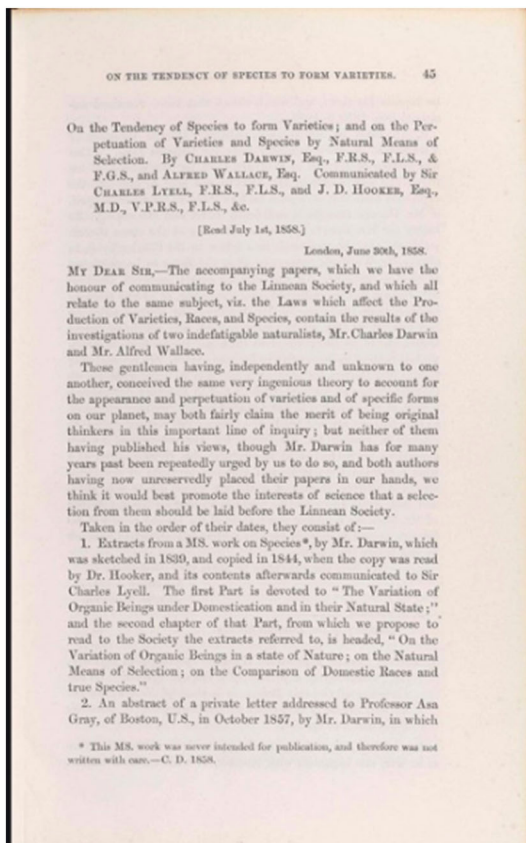 ON THE TENDENCY OF SPECIES TO FORM VARIETIES. 45
On the Tendency of Species to form Varieties; and on the Per-
petuation of Varieties and Species by Natural Means of
Selection. By CHARLES DARWIN, Esq., F.R.S., F.L.S., &
F.G.S., and ALFRED WALLACE, Esq. Communicated by Sir
CHARLES LYELL, F.R.S., F.L.S., and J. D. HOOKER, Esq.,
M.D., V.P.R.S., F.L.S., &c.
[Read July 1st, 1858.]
London, June 30th, 1858.
MY DEAR SIR,—The accompanying papers, which we have the
honour of communicating to the Linnean Society, and which all
relate to the same subject, viz. the Laws which affect the Pro-
duction of Varieties, Races, and Species, contain the results of the
investigations of two indefatigable naturalists, Mr. Charles Darwin
and Mr. Alfred Wallace.
These gentlemen having, independently and unknown to one
another, conceived the same very ingenious theory to account for
the appearance and perpetuation of varieties and of specific forms
on our planet, may both fairly claim the merit of being original
thinkers in this important line of inquiry; but neither of them
having published his views, though Mr. Darwin has for many
years past been repeatedly urged by us to do so, and both authors
having now unreservedly placed their papers in our hands, we
think it would best promote the interests of science that a selec-
tion from them should be laid before the Linnean Society.
Taken in the order of their dates, they consist of:—
1. Extracts from a MS. work on Species*, by Mr. Darwin, which
was sketched in 1839, and copied in 1844, when the copy was read
by Dr. Hooker, and its contents afterwards communicated to Sir
Charles Lyell. The first Part is devoted to "The Variation of
Organic Beings under Domestication and in their Natural State;"
and the second chapter of that Part, from which we propose to
read to the Society the extracts referred to, is headed, "On the
Variation of Organic Beings in a state of Nature; on the Natural
Means of Selection; on the Comparison of Domestic Races and
true Species."
2. An abstract of a private letter addressed to Professor Asa
Gray, of Boston, U.S., in October 1857, by Mr. Darwin, in which
* This MS. work was never intended for publication, and therefore was not
written with care.—C. D. 1858.